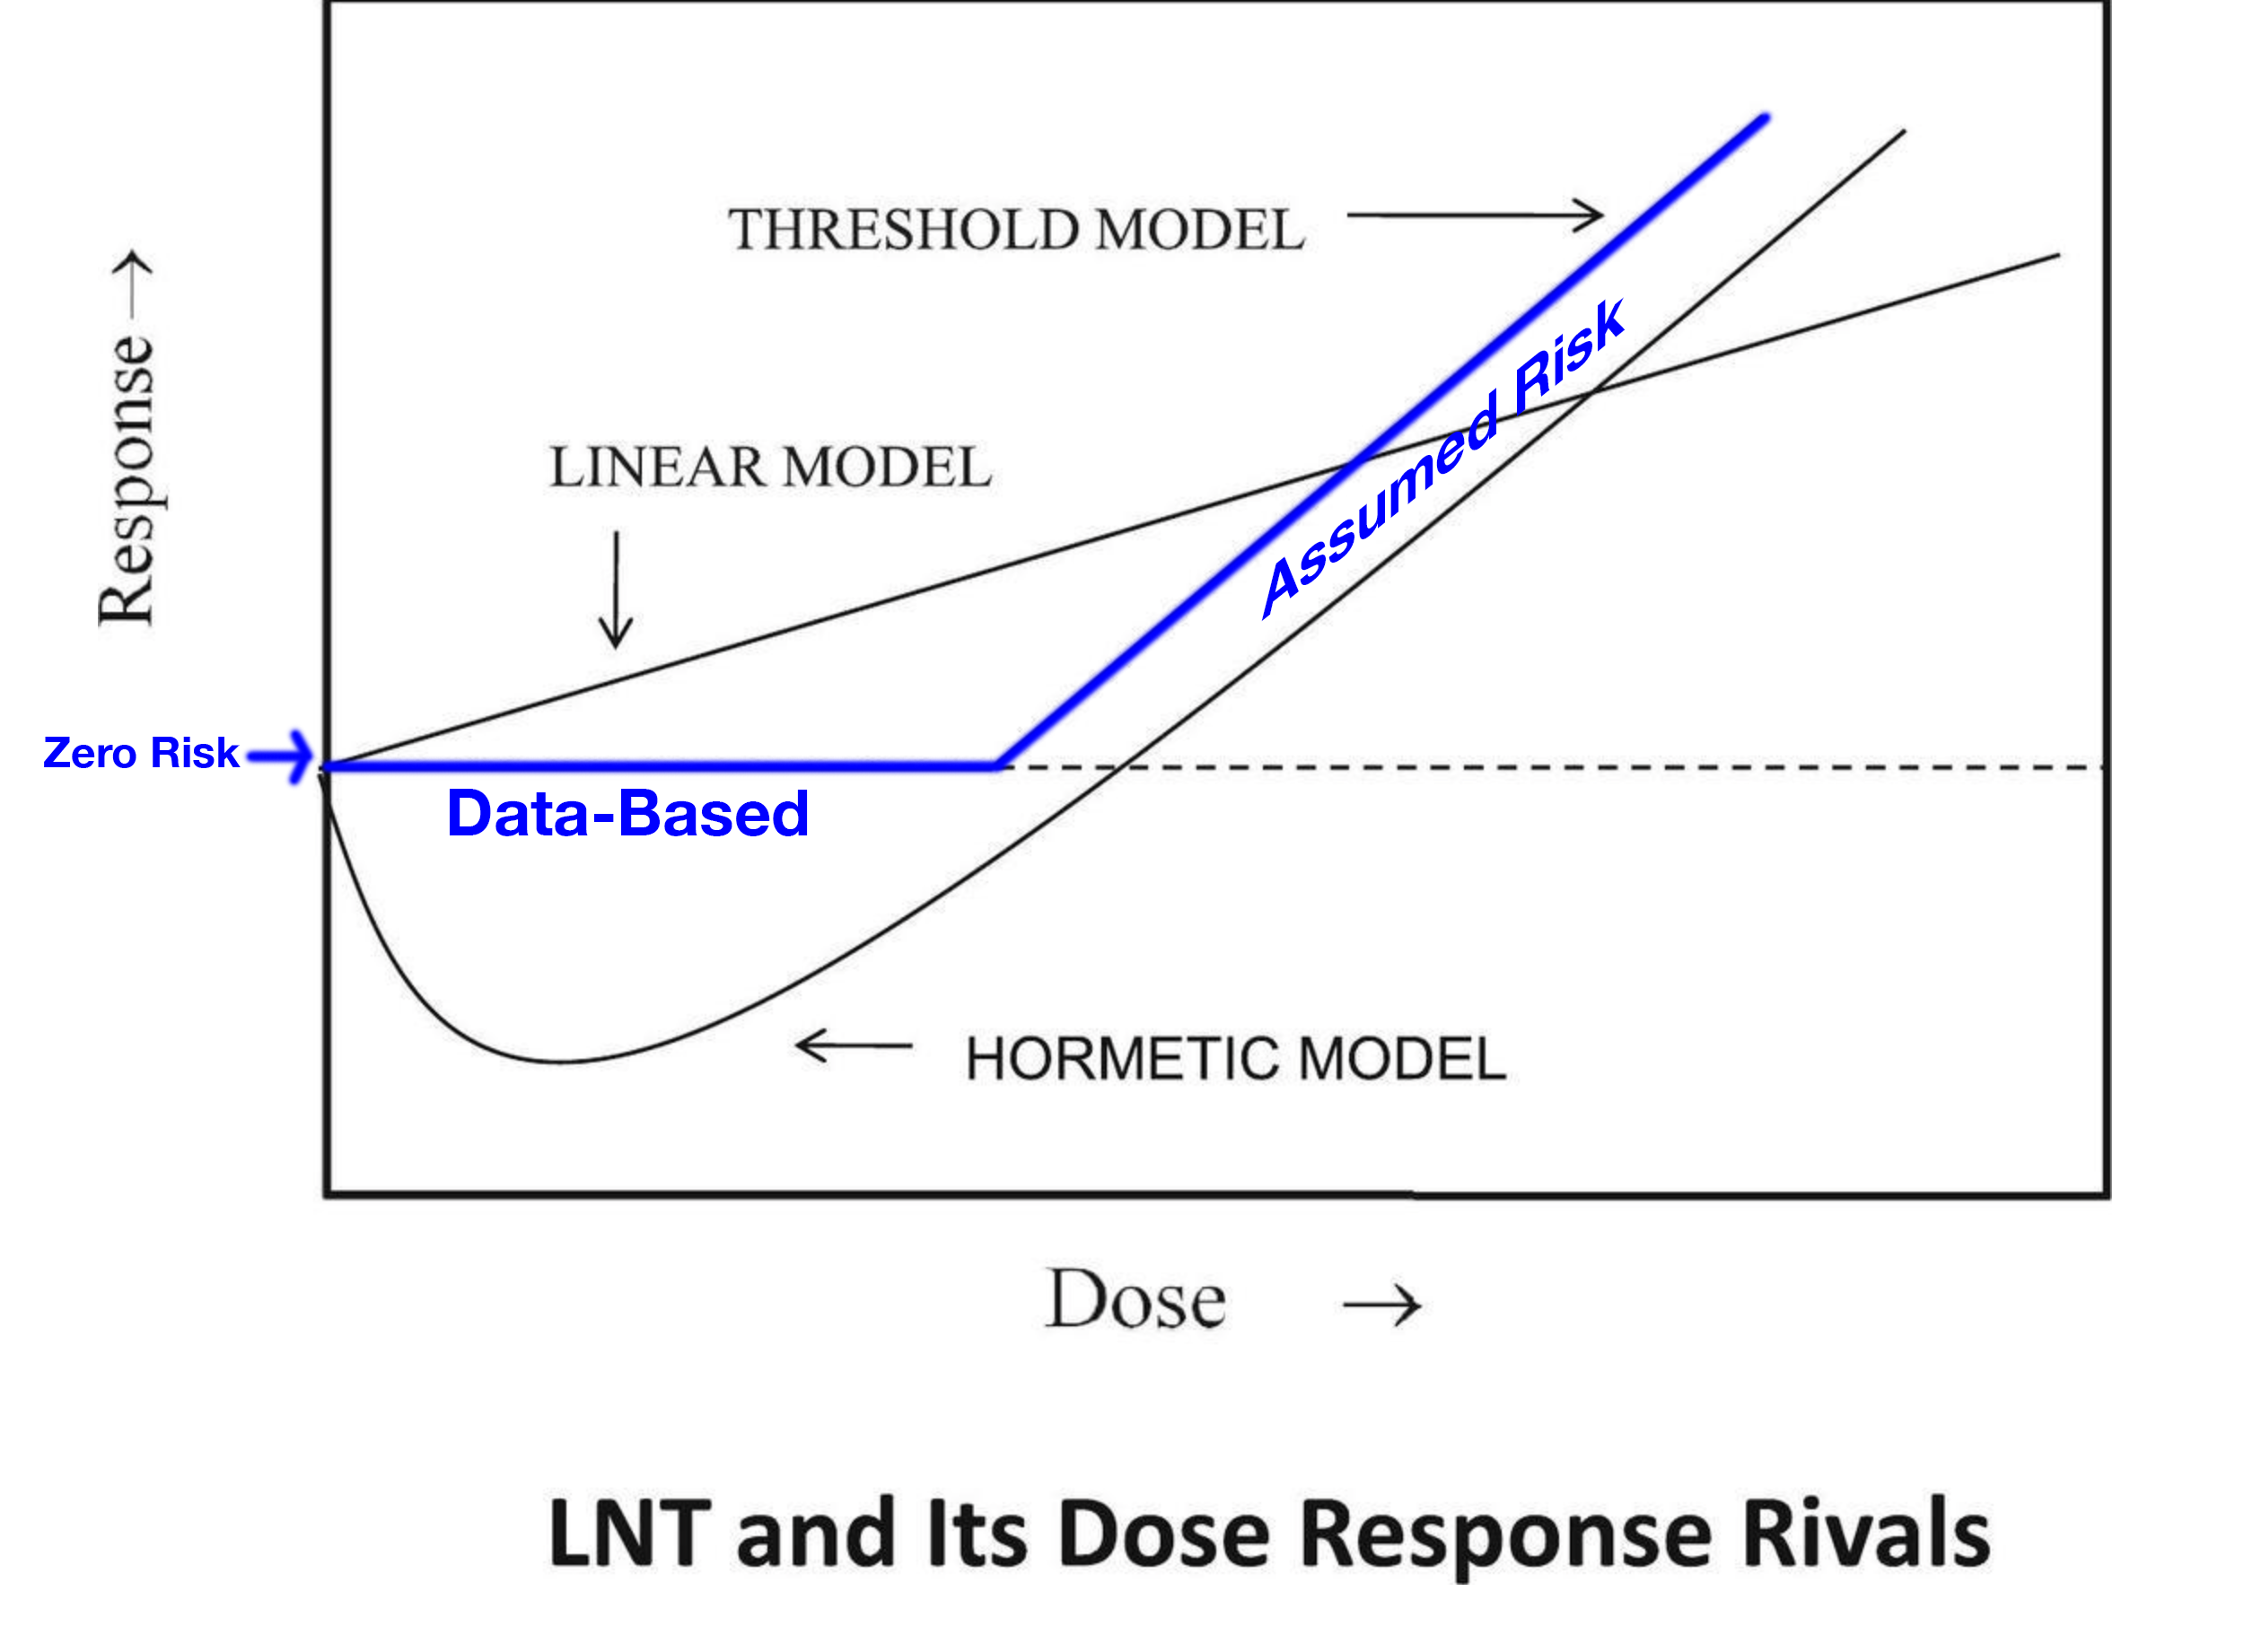 THRESHOLD MODEL
Response
LINEAR MODEL
Assumed Risk
Zero Risk
Data-Based
HORMETIC MODEL
Dose
LNT and Its Dose Response Rivals